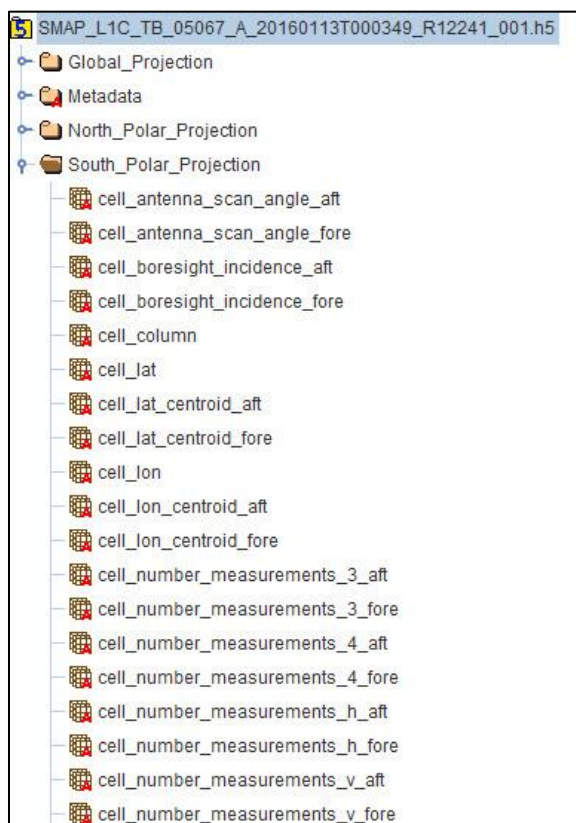 SMAP_L1C_TB_05067_A_20160113T000349_R12241_001.h5
Global_Projection
Metadata
North_Polar_Projection
South_Polar_Projection
cell_antenna_scan_angle_aft
cell_antenna_scan_angle_fore
cell_boresight_incidence_aft
cell_boresight_incidence_fore
cell_column
cell_lat
cell_lat_centroid_aft
cell_lat_centroid_fore
cell_lon
cell_lon_centroid_aft
cell_lon_centroid_fore
cell_number_measurements_3_aft
cell_number_measurements_3_fore
cell_number_measurements_4_aft
cell_number_measurements_4_fore
cell_number_measurements_h_aft
cell_number_measurements_h_fore
cell_number_measurements_v_aft
cell_number_measurements_v_fore